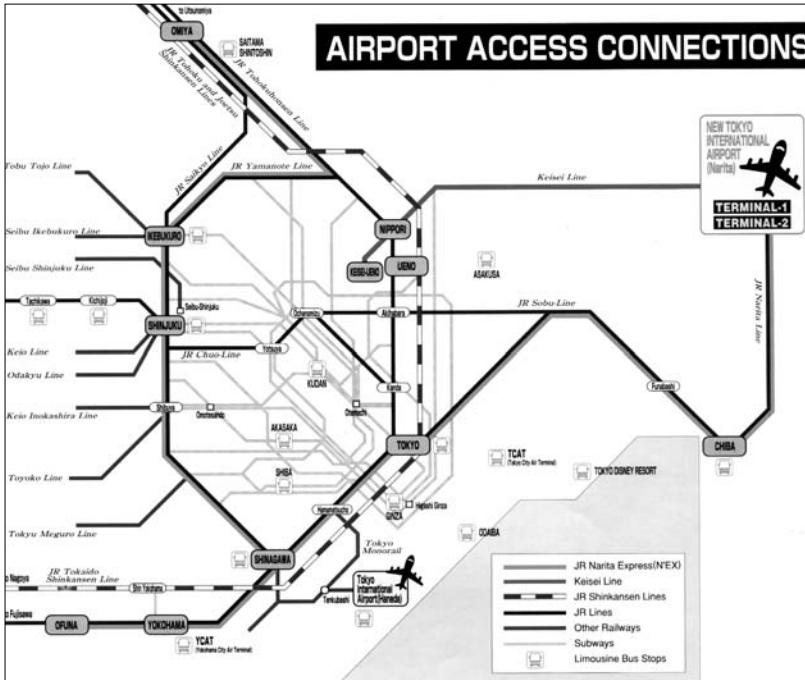 to Utsunomiya
OMIYA
SAITAMA
SHINTOSHIN
AIRPORT ACCESS CONNECTIONS
JR Tohoku and Joetsu
Shinkansen Lines
JR Tohokuhonsen Line
NEW TOKYO
INTERNATIONAL
AIRPORT
(Narita)
TERMINAL-1
TERMINAL-2
Tobu Tojo Line
JR Saikyo Line
JR Yamanote Line
Keisei Line
IKEBUKURO
NIPPORI
Seibu Ikebukuro Line
KEISEI-UENO
UENO
ASAKUSA
Seibu Shinjuku Line
Seibu-Shinjuku
Tachikawa
Kichijoji
Ochanomizu
Akihabara
JR Sobu-Line
JR Narita Line
SHINJUKU
Keio Line
JR Chuo-Line
Yotsuya
KUDAN
Odakyu Line
Kanda
Funabashi
Keio Inokashira Line
Shibuya
Omotesando
Otemachi
AKASAKA
TOKYO
CHIBA
TCAT
(Tokyo City Air Terminal)
TOKYO DISNEY RESORT
Toyoko Line
SHIBA
Hamamatsucho
GINZA
Higashi Ginza
ODAIBA
Tokyu Meguro Line
Tokyo
Monorail
SHINAGAWA
JR Tokaido
Shinkansen Line
o Nagoya
Shin Yokohama
Tenkubashi
Tokyo
International
Airport(Haneda)
o Fujisawa
OFUNA
YOKOHAMA
YCAT
(Yokohama City Air Terminal)
JR Narita Express(N'EX)
Keisei Line
JR Shinkansen Lines
JR Lines
Other Railways
Subways
Limousine Bus Stops